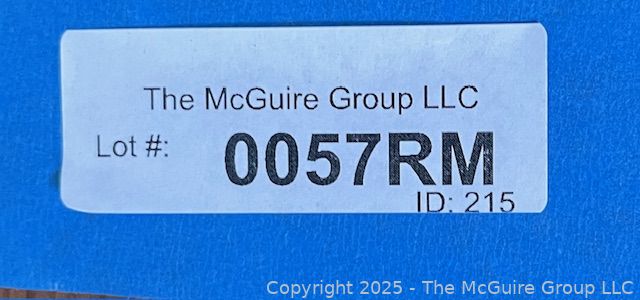 The McGuire Group LLC
Lot #: 0057RM
ID: 215
Copyright 2025 - The McGuire Group LLC